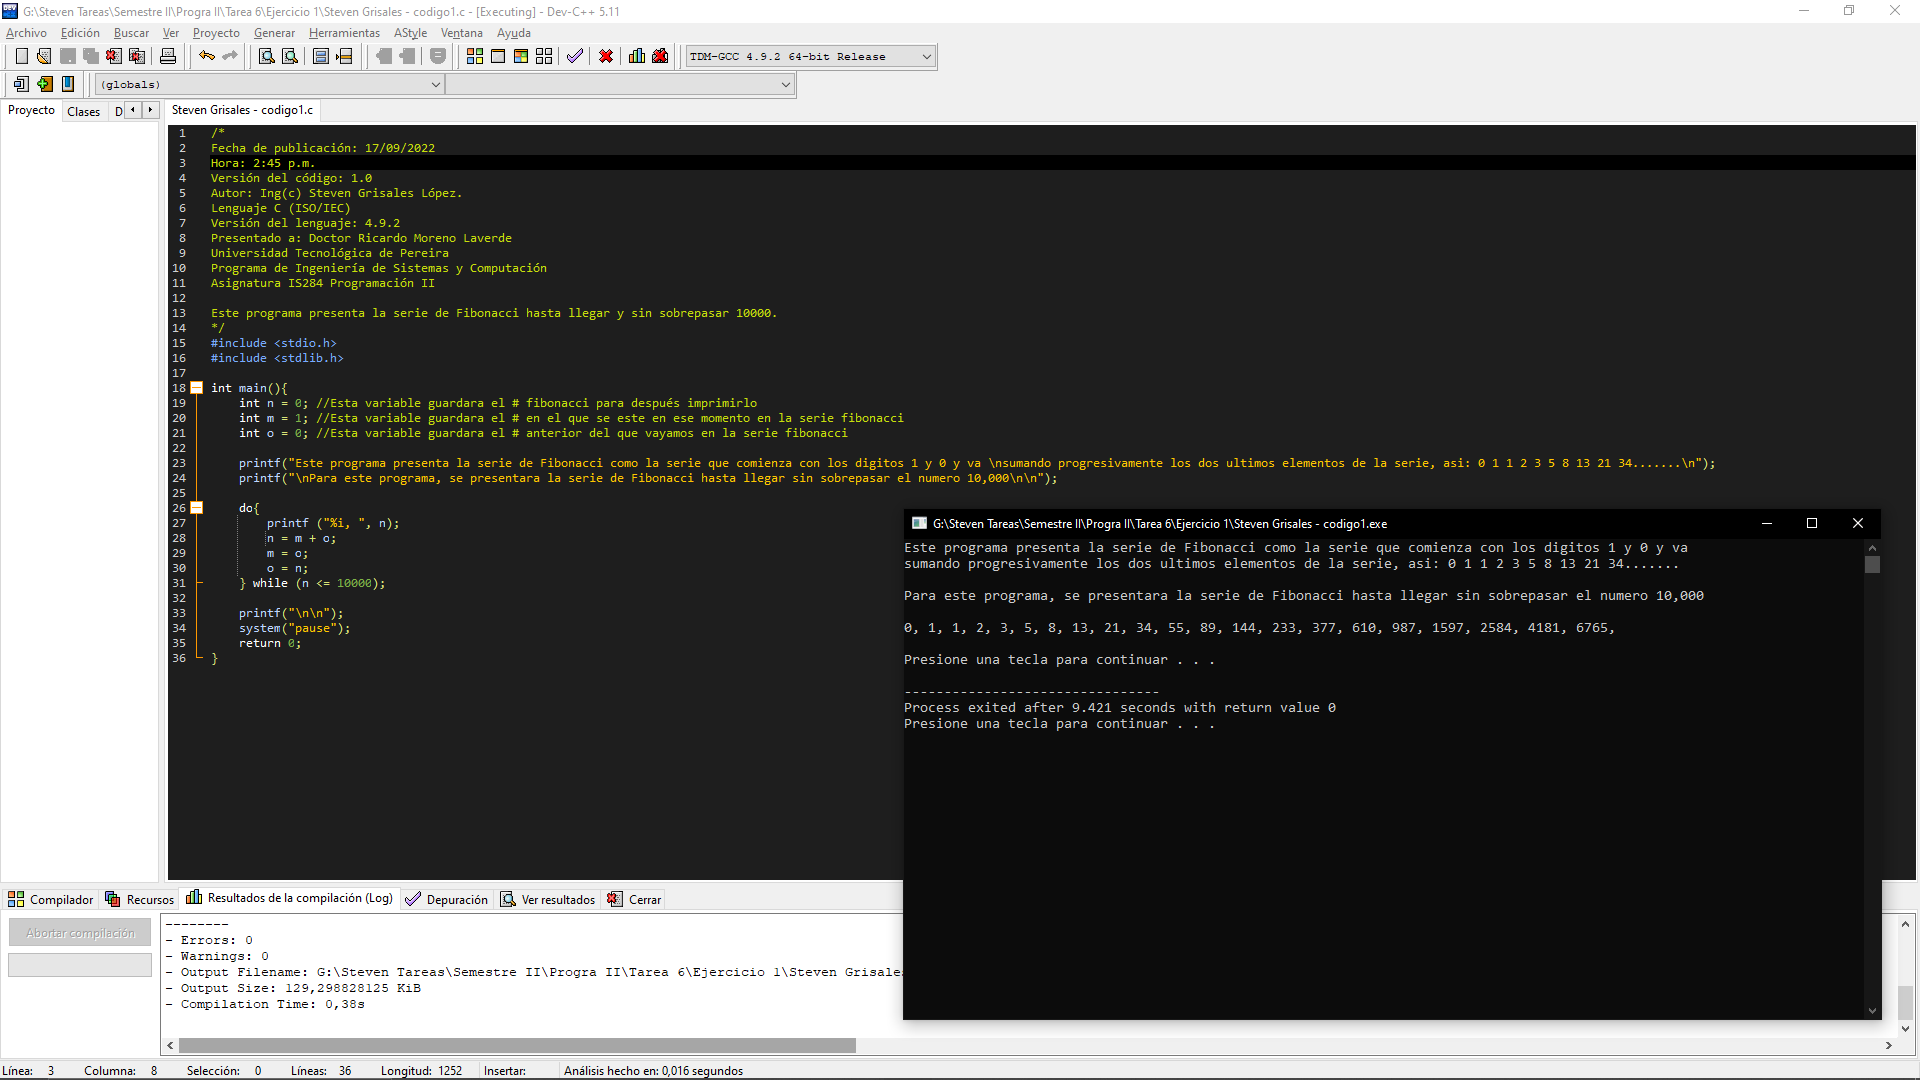 G:\Steven Tareas\Semestre II\Progra II\Tarea 6\Ejercicio 1\Steven Grisales - codigo1.c - [Executing] - Dev-C++ 5.11
Archivo Edición Buscar Ver Proyecto Generar Herramientas AStyle Ventana Ayuda
TDM-GCC 4.9.2 64-bit Release
(globals)
Proyecto Clases D
Steven Grisales - codigo1.c
1 /*
2 Fecha de publicación: 17/09/2022
3 Hora: 2:45 p.m.
4 Versión del código: 1.0
5 Autor: Ing(c) Steven Grisales López.
6 Lenguaje C (ISO/IEC)
7 Versión del lenguaje: 4.9.2
8 Presentado a: Doctor Ricardo Moreno Laverde
9 Universidad Tecnológica de Pereira
10 Programa de Ingeniería de Sistemas y Computación
11 Asignatura IS284 Programación II
12
13 Este programa presenta la serie de Fibonacci hasta llegar y sin sobrepasar 10000.
14 */
15 #include <stdio.h>
16 #include <stdlib.h>
17
18 int main(){
19 int n = 0; //Esta variable guardara el # fibonacci para después imprimirlo
20 int m = 1; //Esta variable guardara el # en el que se este en ese momento en la serie fibonacci
21 int o = 0; //Esta variable guardara el # anterior del que vayamos en la serie fibonacci
22
23 printf("Este programa presenta la serie de Fibonacci como la serie que comienza con los digitos 1 y 0 y va \nsumando progresivamente los dos ultimos elementos de la serie, asi: 0 1 1 2 3 5 8 13 21 34.......\n");
24 printf("\nPara este programa, se presentara la serie de Fibonacci hasta llegar sin sobrepasar el numero 10,000\n\n");
25
26 do{
27 printf ("%i, ", n);
28 n = m + o;
29 m = o;
30 o = n;
31 } while (n <= 10000);
32
33 printf("\n\n");
34 system("pause");
35 return 0;
36 }
G:\Steven Tareas\Semestre II\Progra II\Tarea 6\Ejercicio 1\Steven Grisales - codigo1.exe
Este programa presenta la serie de Fibonacci como la serie que comienza con los digitos 1 y 0 y va
sumando progresivamente los dos ultimos elementos de la serie, asi: 0 1 1 2 3 5 8 13 21 34.......
Para este programa, se presentara la serie de Fibonacci hasta llegar sin sobrepasar el numero 10,000
0, 1, 1, 2, 3, 5, 8, 13, 21, 34, 55, 89, 144, 233, 377, 610, 987, 1597, 2584, 4181, 6765,
Presione una tecla para continuar . . .
--------------------------------
Process exited after 9.421 seconds with return value 0
Presione una tecla para continuar . . .
Compilador Recursos Resultados de la compilación (Log) Depuración Ver resultados Cerrar
Abortar compilación
--------
- Errors: 0
- Warnings: 0
- Output Filename: G:\Steven Tareas\Semestre II\Progra II\Tarea 6\Ejercicio 1\Steven Grisales
- Output Size: 129,298828125 KiB
- Compilation Time: 0,38s
Línea: 3 Columna: 8 Selección: 0 Líneas: 36 Longitud: 1252 Insertar: Análisis hecho en: 0,016 segundos